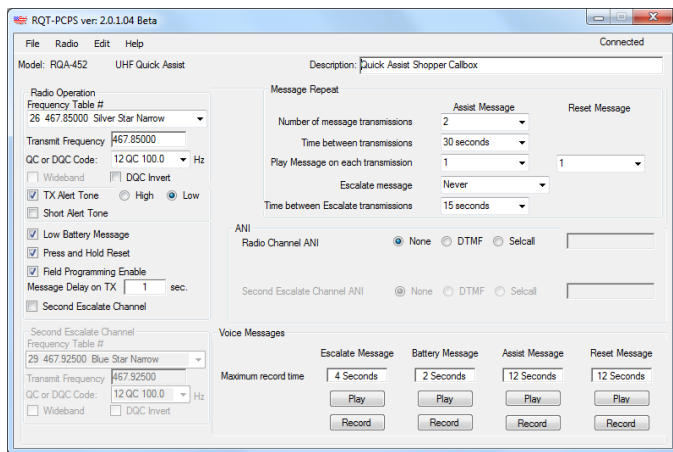 RQT-PCPS ver: 2.0.1.04 Beta
File Radio Edit Help Connected
Model: RQA-452 UHF Quick Assist Description: Quick Assist Shopper Callbox
Radio Operation
Frequency Table #
26 467.85000 Silver Star Narrow
Transmit Frequency 467.85000
QC or DQC Code: 12 QC 100.0 Hz
Wideband DQC Invert
TX Alert Tone High Low
Short Alert Tone
Low Battery Message
Press and Hold Reset
Field Programming Enable
Message Delay on TX 1 sec.
Second Escalate Channel
Second Escalate Channel
Frequency Table #
29 467.92500 Blue Star Narrow
Transmit Frequency 467.92500
QC or DQC Code: 12 QC 100.0 Hz
Wideband DQC Invert
Message Repeat
Assist Message Reset Message
Number of message transmissions 2
Time between transmissions 30 seconds
Play Message on each transmission 1 1
Escalate message Never
Time between Escalate transmissions 15 seconds
ANI
Radio Channel ANI None DTMF Selcall
Second Escalate Channel ANI None DTMF Selcall
Voice Messages
Escalate Message Battery Message Assist Message Reset Message
Maximum record time 4 Seconds 2 Seconds 12 Seconds 12 Seconds
Play Play Play Play
Record Record Record Record